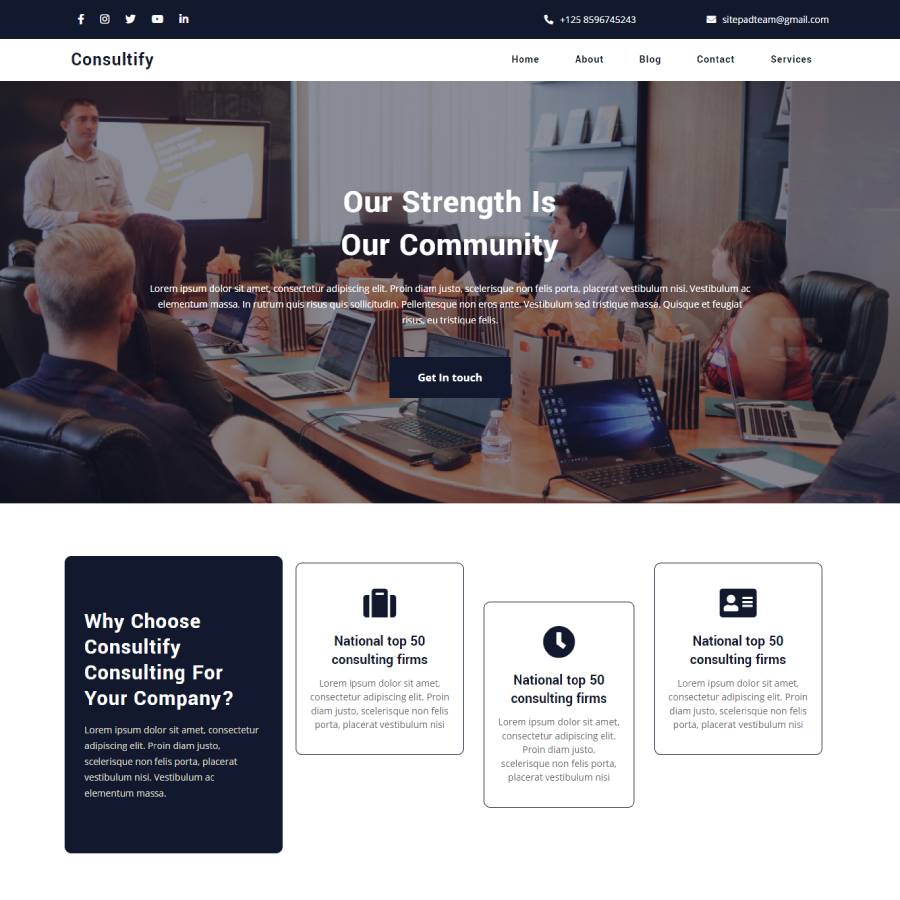 +125 8596745243
sitepadteam@gmail.com
Consultify
Home
About
Blog
Contact
Services
Our Strength Is
Our Community
Lorem ipsum dolor sit amet, consectetur adipiscing elit. Proin diam justo, scelerisque non felis porta, placerat vestibulum nisi. Vestibulum ac
elementum massa. In rutrum quis risus quis sollicitudin. Pellentesque non eros ante. Vestibulum sed tristique massa. Quisque et feugiat
risus, eu tristique felis.
Get In touch
Why Choose
Consultify
Consulting For
Your Company?
Lorem ipsum dolor sit amet, consectetur
adipiscing elit. Proin diam justo,
scelerisque non felis porta, placerat
vestibulum nisi. Vestibulum ac
elementum massa.
National top 50
consulting firms
Lorem ipsum dolor sit amet,
consectetur adipiscing elit. Proin
diam justo, scelerisque non felis
porta, placerat vestibulum nisi
National top 50
consulting firms
Lorem ipsum dolor sit amet,
consectetur adipiscing elit.
Proin diam justo,
scelerisque non felis porta,
placerat vestibulum nisi
National top 50
consulting firms
Lorem ipsum dolor sit amet,
consectetur adipiscing elit. Proin
diam justo, scelerisque non felis
porta, placerat vestibulum nisi